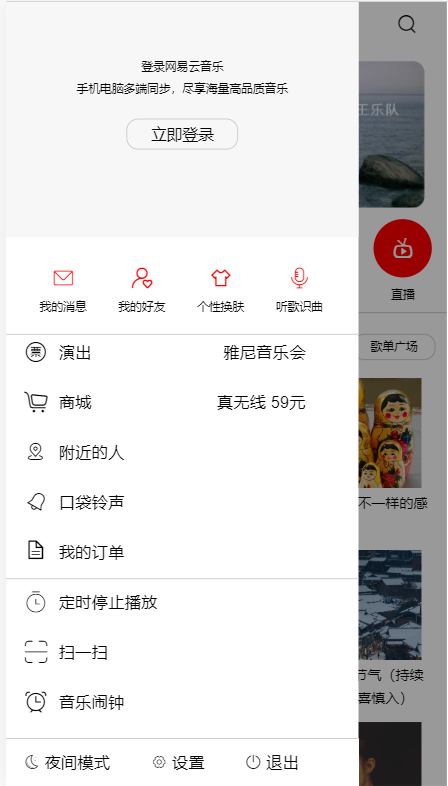 登录网易云音乐
手机电脑多端同步，尽享海量高品质音乐
立即登录
我的消息 我的好友 个性换肤 听歌识曲
演出 雅尼音乐会
商城 真无线 59元
附近的人
口袋铃声
我的订单
定时停止播放
扫一扫
音乐闹钟
夜间模式 设置 退出
王乐队
直播
歌单广场
不一样的感
节气（持续
喜慎入）